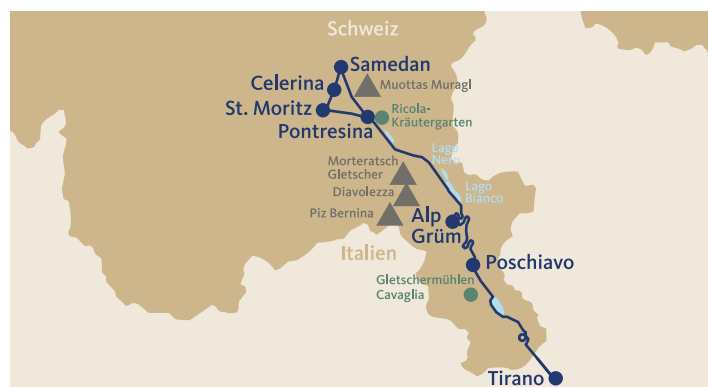 Schweiz
Samedan
Celerina
Muottas Muragl
St. Moritz
Ricola-
Kräutergarten
Pontresina
Lago
Nero
Morteratsch
Gletscher
Diavolezza
Lago
Bianco
Piz Bernina
Alp
Grüm
Italien
Poschiavo
Gletschermühlen
Cavaglia
Tirano